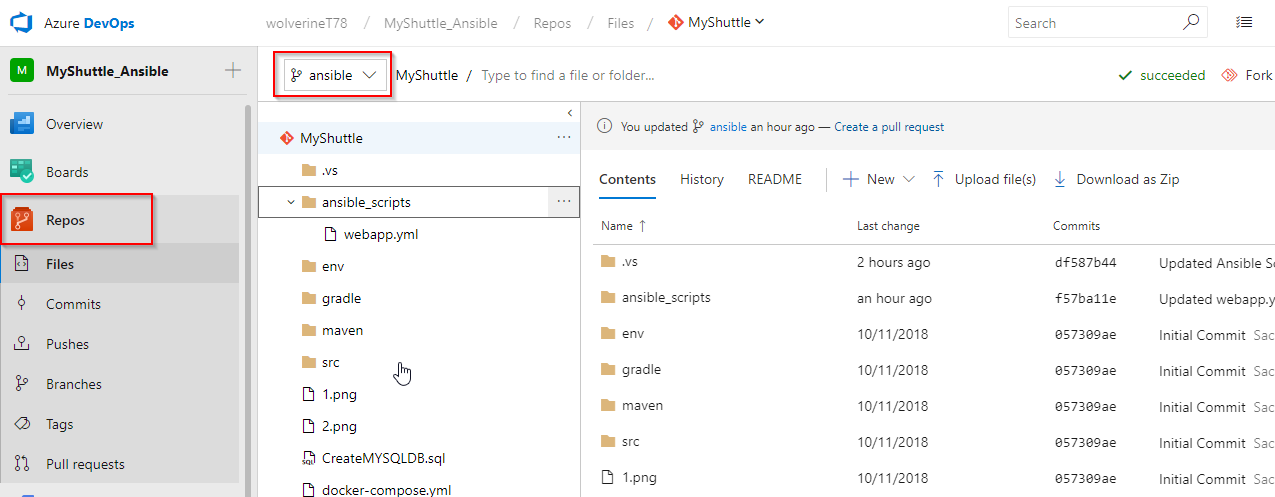 Azure DevOps
wolverineT78 / MyShuttle_Ansible / Repos / Files / MyShuttle
Search
M MyShuttle_Ansible
Overview
Boards
Repos
Files
Commits
Pushes
Branches
Tags
Pull requests
ansible
MyShuttle / Type to find a file or folder...
succeeded
Fork
MyShuttle
.vs
ansible_scripts
webapp.yml
env
gradle
maven
src
1.png
2.png
CreateMYSQLDB.sql
docker-compose.yml
You updated ansible an hour ago — Create a pull request
Contents History README New Upload file(s) Download as Zip
Name ↑ Last change Commits
.vs 2 hours ago df587b44 Updated Ansible Sc
ansible_scripts an hour ago f57ba11e Updated webapp.y
env 10/11/2018 057309ae Initial Commit Sac
gradle 10/11/2018 057309ae Initial Commit Sac
maven 10/11/2018 057309ae Initial Commit Sac
src 10/11/2018 057309ae Initial Commit Sac
1.png 10/11/2018 057309ae Initial Commit Sac